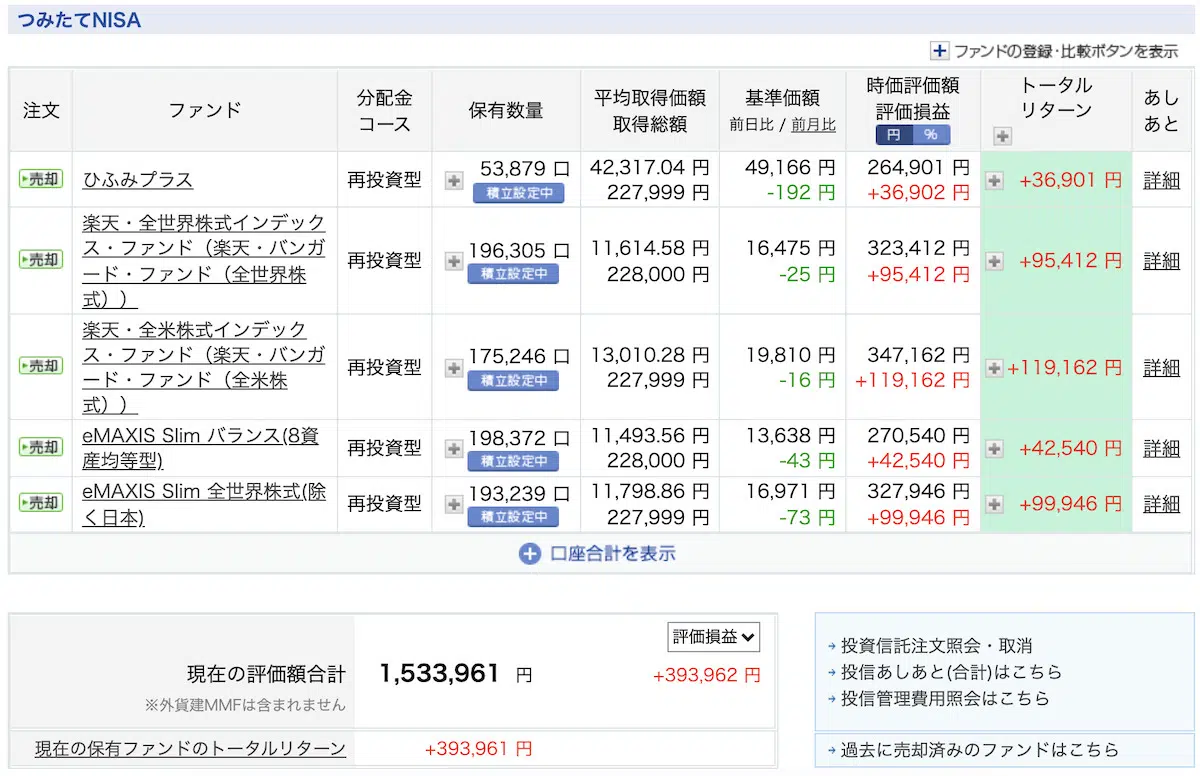 つみたてNISA
ファンドの登録・比較ボタンを表示
注文
ファンド
分配金
コース
保有数量
平均取得価額
取得総額
基準価額
前日比 / 前月比
時価評価額
評価損益
円 %
トータル
リターン
あし
あと
売却
ひふみプラス
再投資型
53,879 口
積立設定中
42,317.04 円
227,999 円
49,166 円
-192 円
264,901 円
+36,902 円
+36,901 円
詳細
売却
楽天・全世界株式インデック
ス・ファンド（楽天・バンガ
ード・ファンド（全世界株
式））
再投資型
196,305 口
積立設定中
11,614.58 円
228,000 円
16,475 円
-25 円
323,412 円
+95,412 円
+95,412 円
詳細
売却
楽天・全米株式インデック
ス・ファンド（楽天・バンガ
ード・ファンド（全米株
式））
再投資型
175,246 口
積立設定中
13,010.28 円
227,999 円
19,810 円
-16 円
347,162 円
+119,162 円
+119,162 円
詳細
売却
eMAXIS Slim バランス(8資
産均等型)
再投資型
198,372 口
積立設定中
11,493.56 円
228,000 円
13,638 円
-43 円
270,540 円
+42,540 円
+42,540 円
詳細
売却
eMAXIS Slim 全世界株式(除
く日本)
再投資型
193,239 口
積立設定中
11,798.86 円
227,999 円
16,971 円
-73 円
327,946 円
+99,946 円
+99,946 円
詳細
口座合計を表示
現在の評価額合計
※外貨建MMFは含まれません
1,533,961 円
評価損益
+393,962 円
現在の保有ファンドのトータルリターン
+393,961 円
投資信託注文照会・取消
投信あしあと(合計)はこちら
投信管理費用照会はこちら
過去に売却済みのファンドはこちら